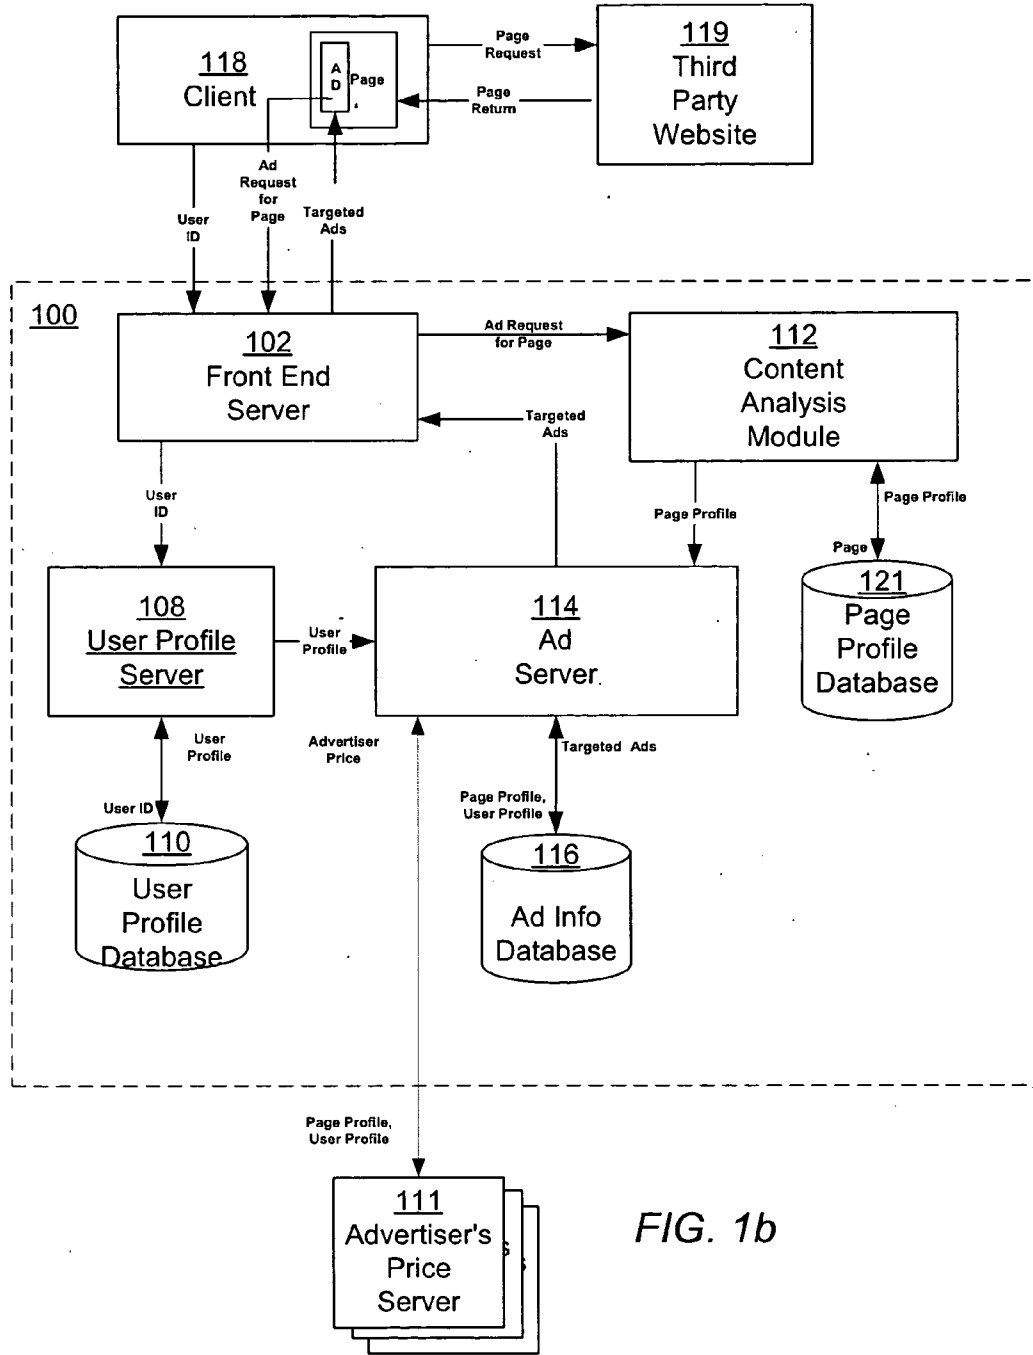 118
Client
A
D
Page
Page
Request
Page
Return
119
Third
Party
Website
User
ID
Ad
Request
for
Page
Targeted
Ads
100
102
Front End
Server
Ad Request
for Page
112
Content
Analysis
Module
Targeted
Ads
User
ID
Page Profile
Page Profile
Page
108
User Profile
Server
User
Profile
114
Ad
Server
121
Page
Profile
Database
User
Profile
User ID
Advertiser
Price
Targeted Ads
Page Profile,
User Profile
110
User
Profile
Database
116
Ad Info
Database
Page Profile,
User Profile
111
Advertiser's
Price
Server
s
s
FIG. 1b